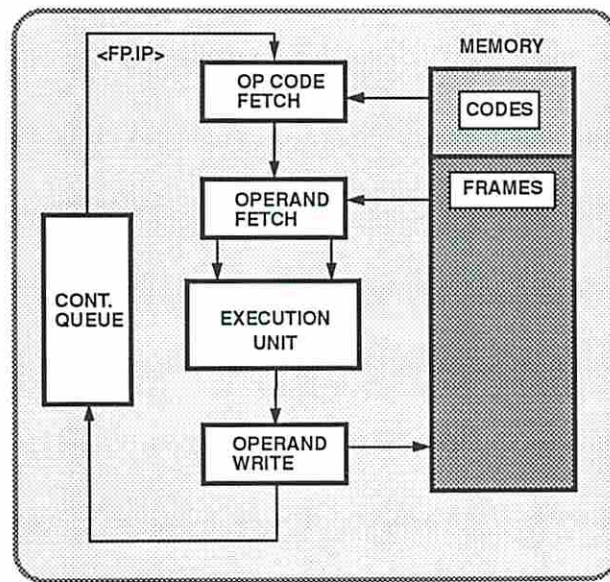 <FP.IP>
MEMORY
OP CODE
FETCH
CODES
OPERAND
FETCH
FRAMES
CONT.
QUEUE
EXECUTION
UNIT
OPERAND
WRITE